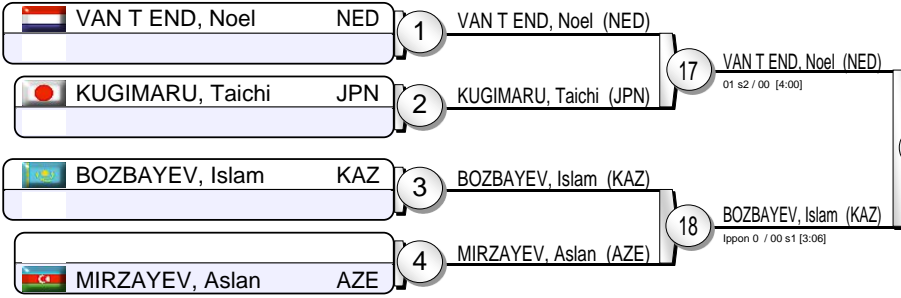 VAN T END, Noel NED
1
VAN T END, Noel (NED)
17
VAN T END, Noel (NED)
01 s2 / 00 [4:00]
KUGIMARU, Taichi JPN
2
KUGIMARU, Taichi (JPN)
BOZBAYEV, Islam KAZ
3
BOZBAYEV, Islam (KAZ)
18
BOZBAYEV, Islam (KAZ)
Ippon 0 / 00 s1 [3:06]
MIRZAYEV, Aslan AZE
4
MIRZAYEV, Aslan (AZE)